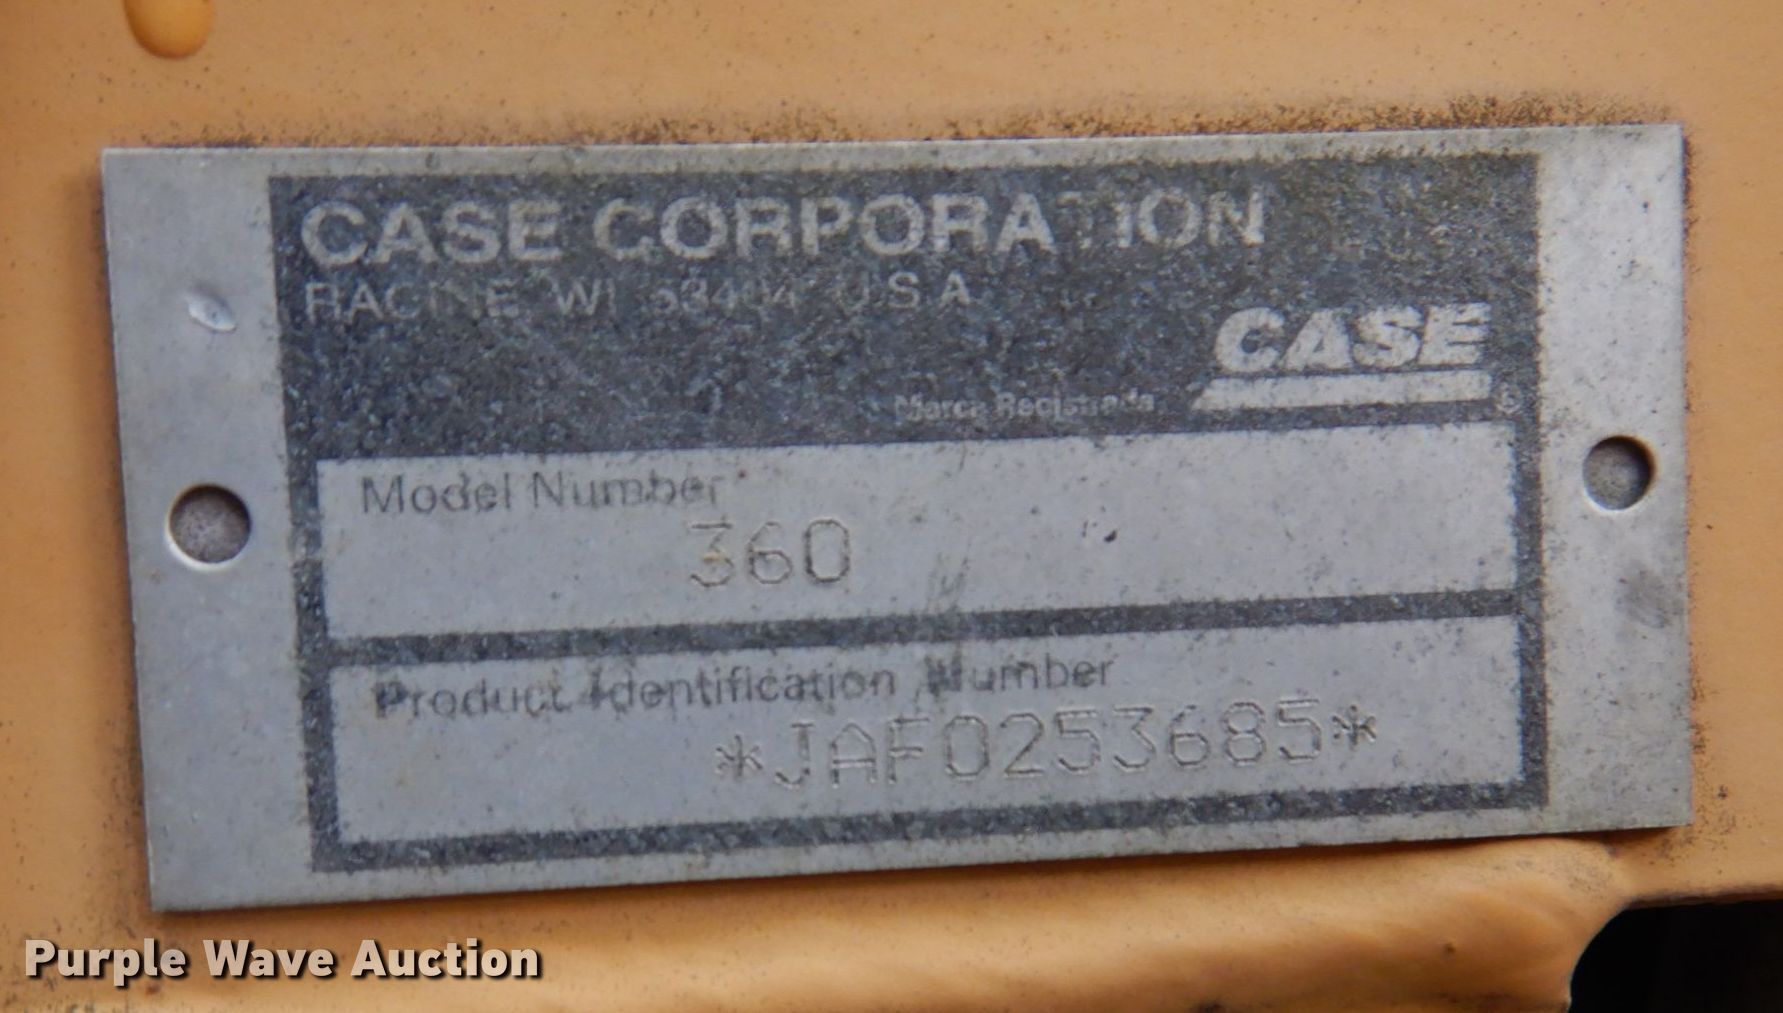 CASE CORPORATION
RACINE WI 53404 U.S.A.
CASE
Marca Registrada
Model Number
360
Product Identification Number
*JAF0253685*
Purple Wave Auction